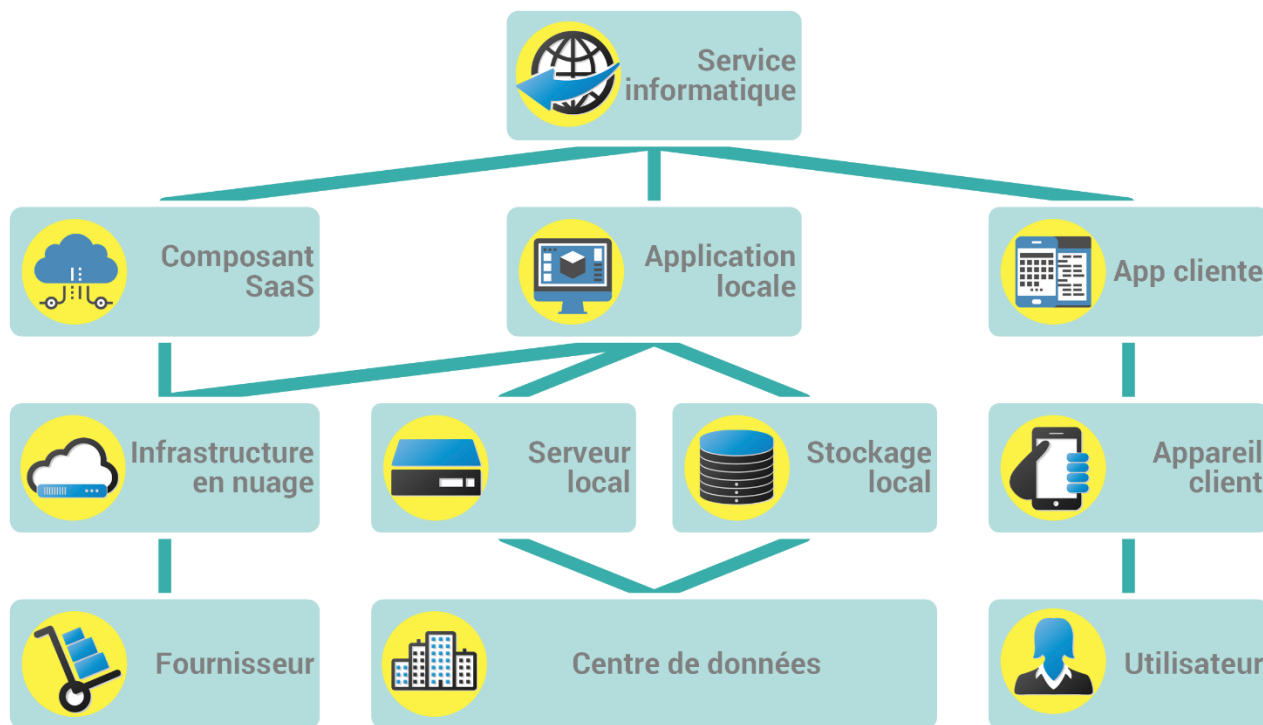 Service
informatique
Composant
SaaS
Application
locale
App cliente
Infrastructure
en nuage
Serveur
local
Stockage
local
Appareil
client
Fournisseur
Centre de données
Utilisateur